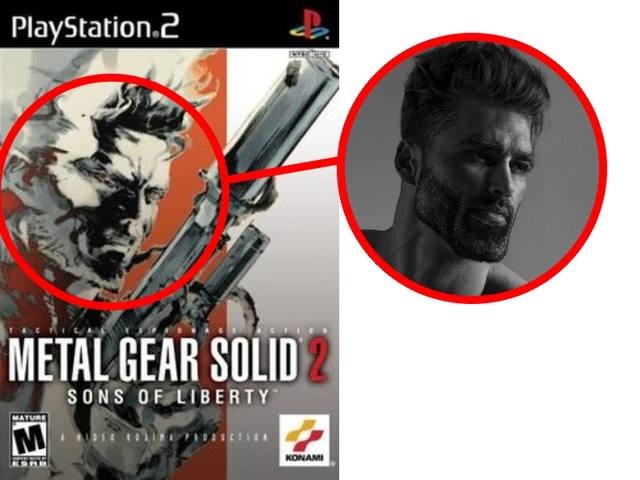 PlayStation®2
NTSC U/C
TACTICAL ESPIONAGE ACTION
METAL GEAR SOLID® 2
SONS OF LIBERTY™
MATURE
M
ESRB
A HIDEO KOJIMA PRODUCTION
KONAMI®